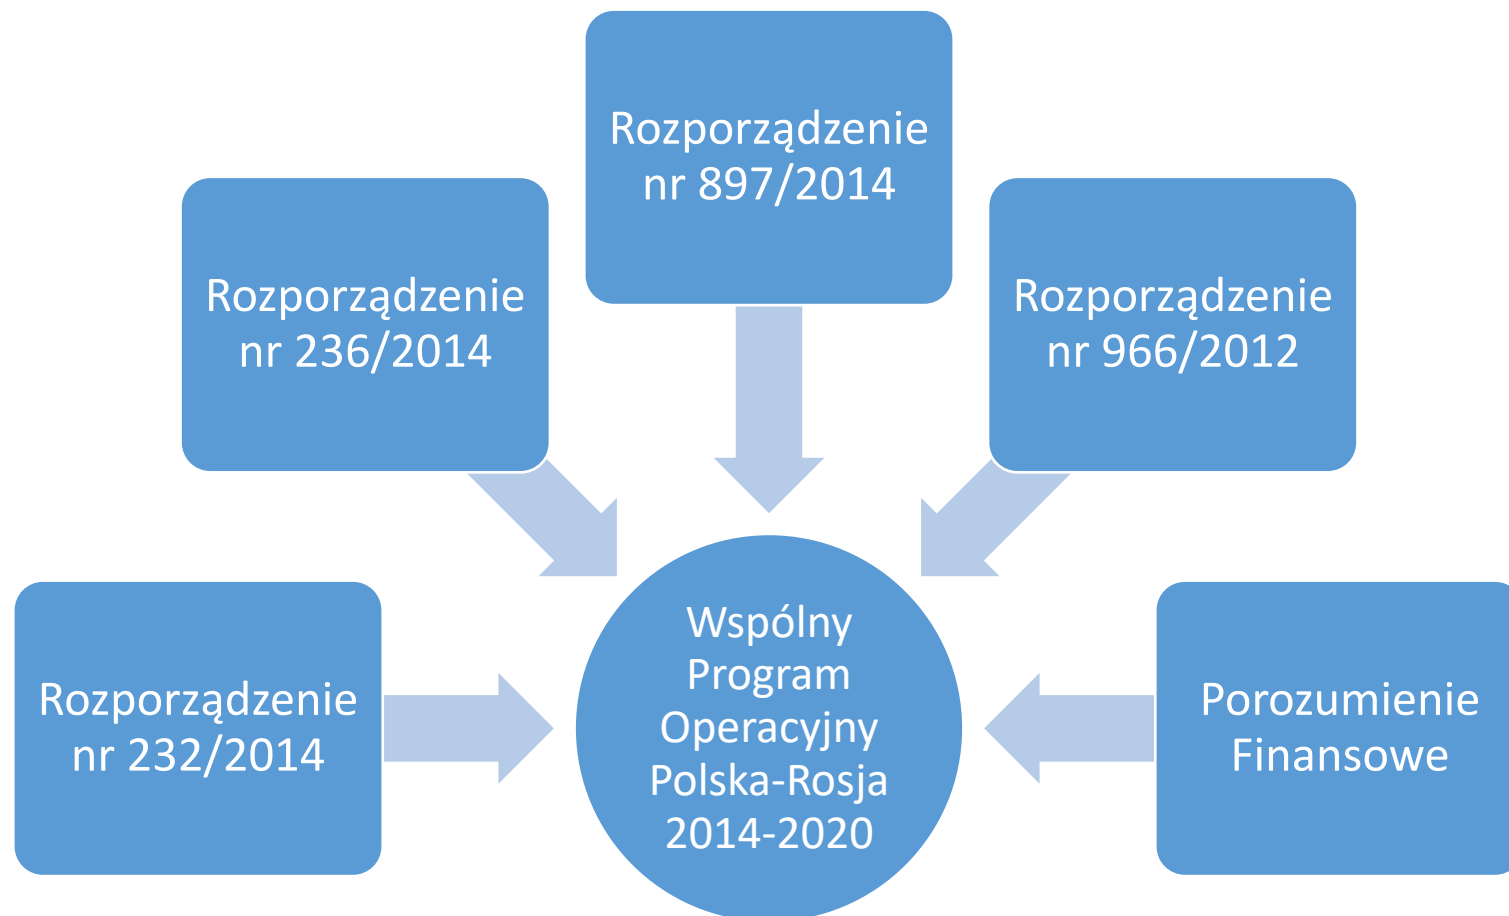 Rozporządzenie
nr 897/2014
Rozporządzenie
nr 236/2014
Rozporządzenie
nr 966/2012
Rozporządzenie
nr 232/2014
Wspólny
Program
Operacyjny
Polska-Rosja
2014-2020
Porozumienie
Finansowe